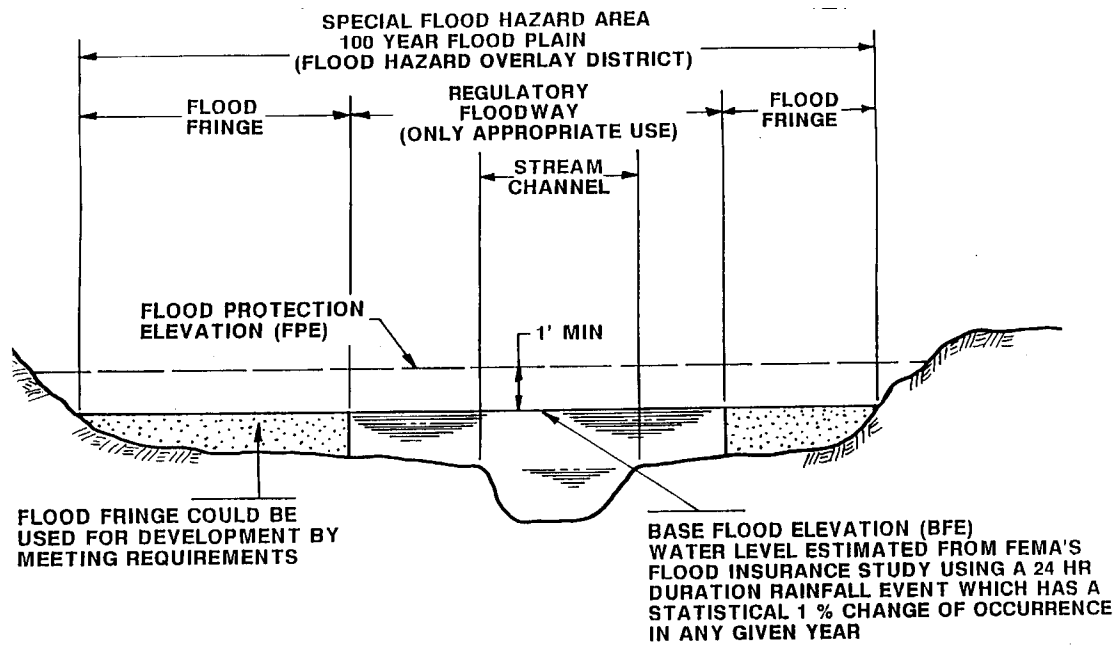 SPECIAL FLOOD HAZARD AREA
100 YEAR FLOOD PLAIN
(FLOOD HAZARD OVERLAY DISTRICT)
FLOOD
FRINGE
REGULATORY
FLOODWAY
(ONLY APPROPRIATE USE)
FLOOD
FRINGE
STREAM
CHANNEL
FLOOD PROTECTION
ELEVATION (FPE)
1' MIN
FLOOD FRINGE COULD BE
USED FOR DEVELOPMENT BY
MEETING REQUIREMENTS
BASE FLOOD ELEVATION (BFE)
WATER LEVEL ESTIMATED FROM FEMA'S
FLOOD INSURANCE STUDY USING A 24 HR
DURATION RAINFALL EVENT WHICH HAS A
STATISTICAL 1 % CHANGE OF OCCURRENCE
IN ANY GIVEN YEAR